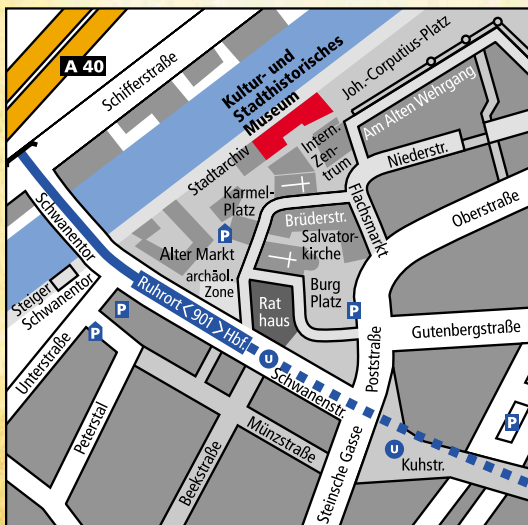 A 40
Schifferstraße
Kultur- und
Stadthistorisches
Museum
Joh.-Corputius-Platz
Am Alten Wehrgang
Intern.
Zen-
trum
Stadtarchiv
Niederstr.
Karmel-
Platz
Flachsmarkt
Schwanentor
Brüderstr.
Oberstraße
P
Salvator-
kirche
Alter Markt
archäol.
Zone
Burg
Platz
Steiger
Schwanentor
Ruhrort <901> Hbf.
Rat
haus
P
P
Gutenbergstraße
P
Unterstraße
U
Schwanenstr.
Poststraße
Peterstal
Münzstraße
P
Beekstraße
Steinsche Gasse
U
Kuhstr.